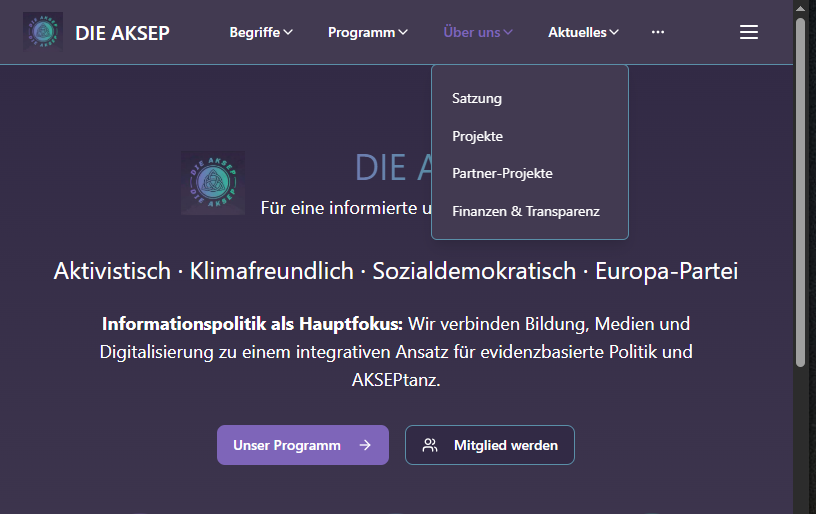 DIE AKSEP
Begriffe
Programm
Über uns
Aktuelles
Satzung
Projekte
Partner-Projekte
Finanzen & Transparenz
DIE AKSEP
DIE AKSEP
DIE A
Für eine informierte u
Aktivistisch · Klimafreundlich · Sozialdemokratisch · Europa-Partei
Informationspolitik als Hauptfokus: Wir verbinden Bildung, Medien und
Digitalisierung zu einem integrativen Ansatz für evidenzbasierte Politik und
AKSEPtanz.
Unser Programm
Mitglied werden